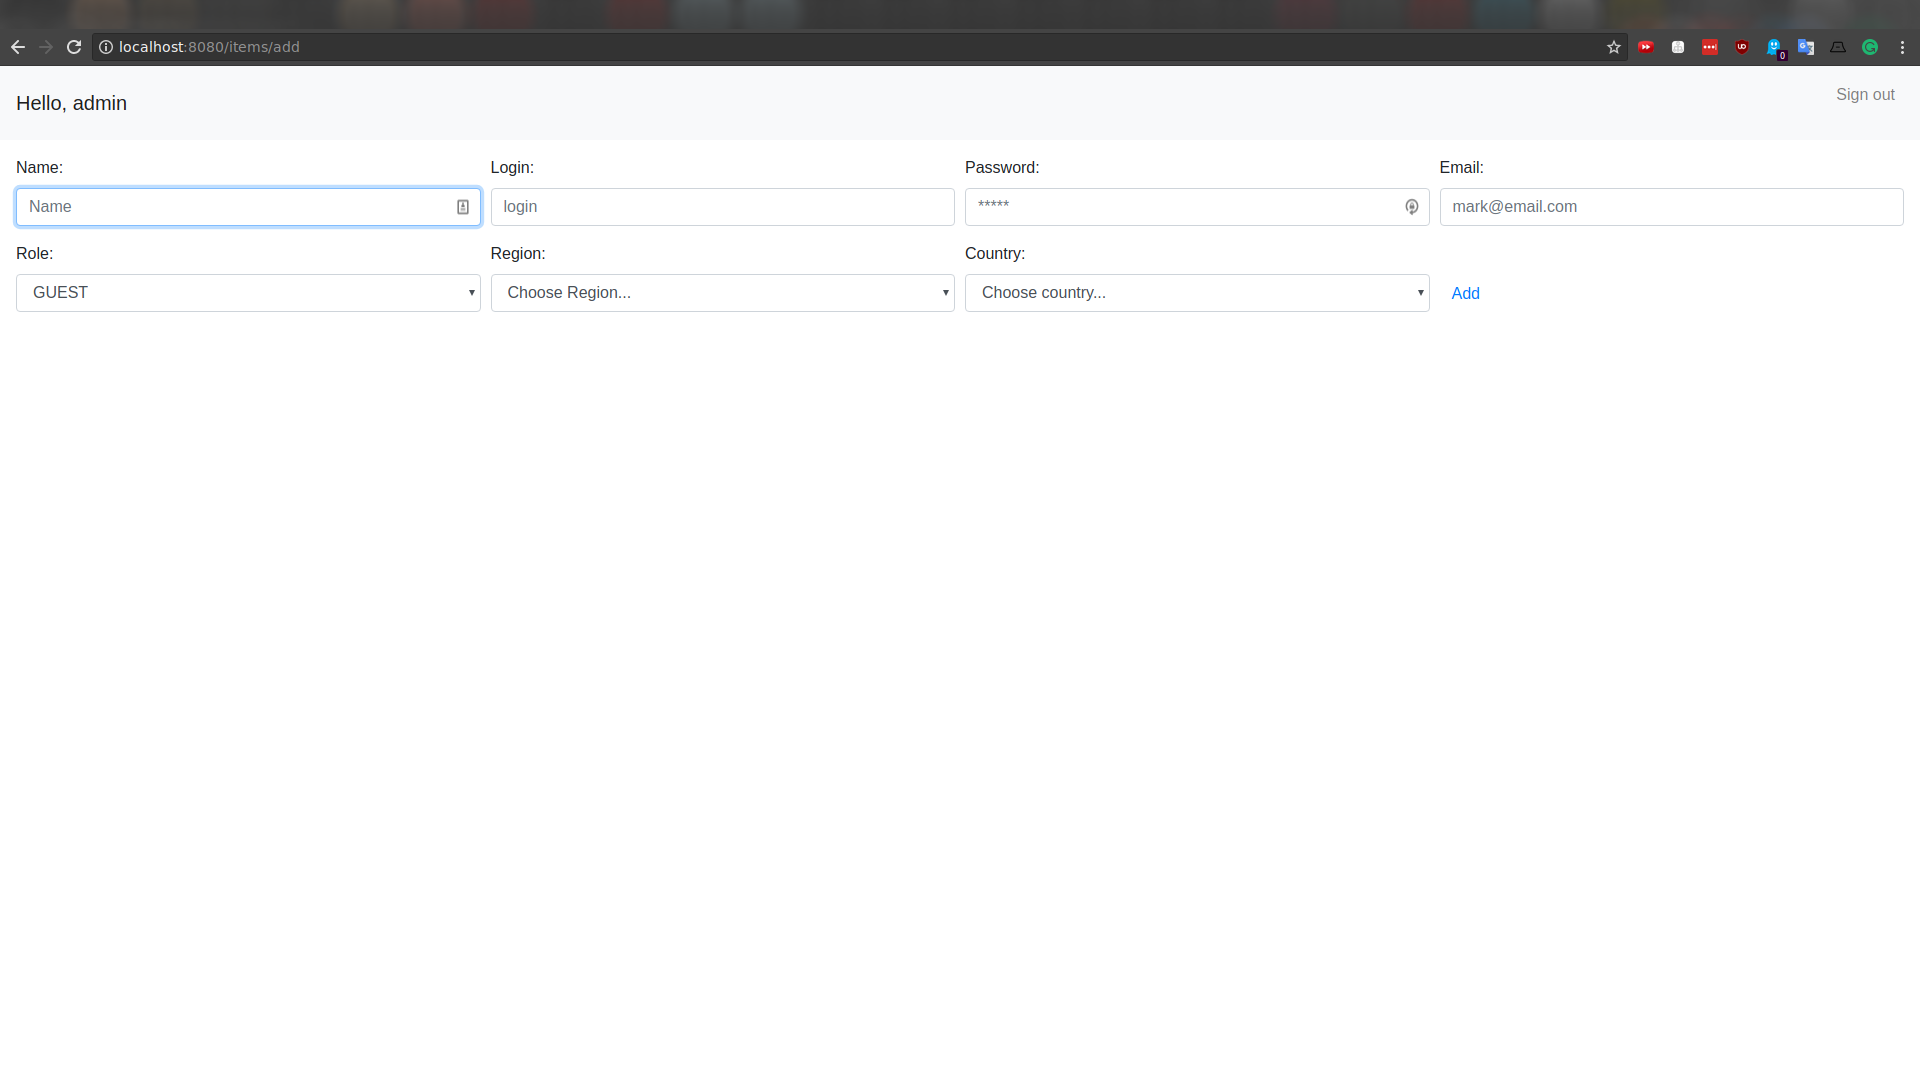 localhost:8080/items/add
0
Hello, admin
Sign out
Name:
Login:
Password:
Email:
Name
login
*****
mark@email.com
Role:
Region:
Country:
GUEST
Choose Region...
Choose country...
Add